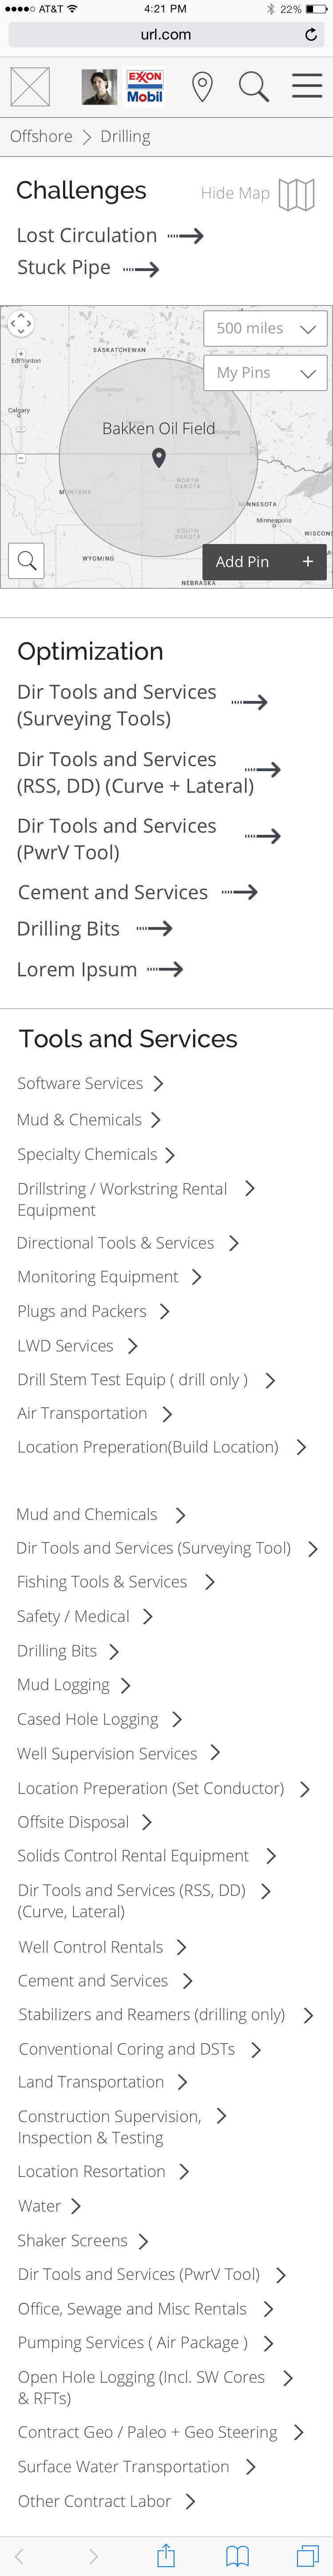 AT&T 4:21 PM 22%
url.com
EXXON
Mobil
Offshore > Drilling
Challenges
Hide Map
Lost Circulation
Stuck Pipe
500 miles
My Pins
SASKATCHEWAN
Edmonton
Saskatoon
Calgary
Bakken Oil Field
Winnipeg
MONTANA
NORTH
DAKOTA
MINNESOTA
Minneapolis
SOUTH
DAKOTA
WISCON
WYOMING
Add Pin +
NEBRASKA
Optimization
Dir Tools and Services
(Surveying Tools)
Dir Tools and Services
(RSS, DD) (Curve + Lateral)
Dir Tools and Services
(PwrV Tool)
Cement and Services
Drilling Bits
Lorem Ipsum
Tools and Services
Software Services
Mud & Chemicals
Specialty Chemicals
Drillstring / Workstring Rental
Equipment
Directional Tools & Services
Monitoring Equipment
Plugs and Packers
LWD Services
Drill Stem Test Equip ( drill only )
Air Transportation
Location Preperation(Build Location)
Mud and Chemicals
Dir Tools and Services (Surveying Tool)
Fishing Tools & Services
Safety / Medical
Drilling Bits
Mud Logging
Cased Hole Logging
Well Supervision Services
Location Preperation (Set Conductor)
Offsite Disposal
Solids Control Rental Equipment
Dir Tools and Services (RSS, DD)
(Curve, Lateral)
Well Control Rentals
Cement and Services
Stabilizers and Reamers (drilling only)
Conventional Coring and DSTs
Land Transportation
Construction Supervision,
Inspection & Testing
Location Resortation
Water
Shaker Screens
Dir Tools and Services (PwrV Tool)
Office, Sewage and Misc Rentals
Pumping Services ( Air Package )
Open Hole Logging (Incl. SW Cores
& RFTs)
Contract Geo / Paleo + Geo Steering
Surface Water Transportation
Other Contract Labor